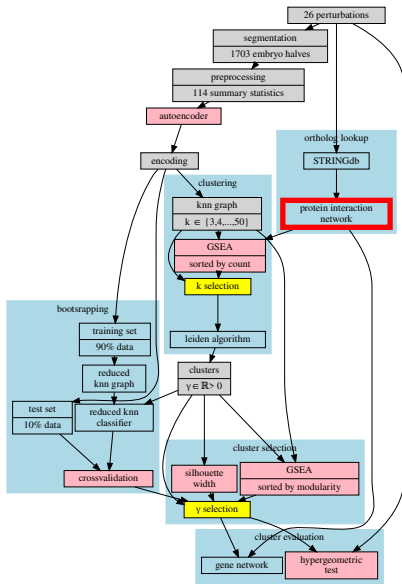 26 perturbations
segmentation
1703 embryo halves
preprocessing
114 summary statistics
autoencoder
ortholog lookup
encoding
STRINGdb
clustering
knn graph
k ∈ {3,4,...,50}
protein interaction
network
GSEA
sorted by count
k selection
bootsrapping
training set
90% data
leiden algorithm
reduced
knn graph
clusters
γ ∈ ℝ > 0
test set
10% data
reduced knn
classifier
cluster selection
crossvalidation
silhouette
width
GSEA
sorted by modularity
γ selection
cluster evaluation
gene network
hypergeometric
test